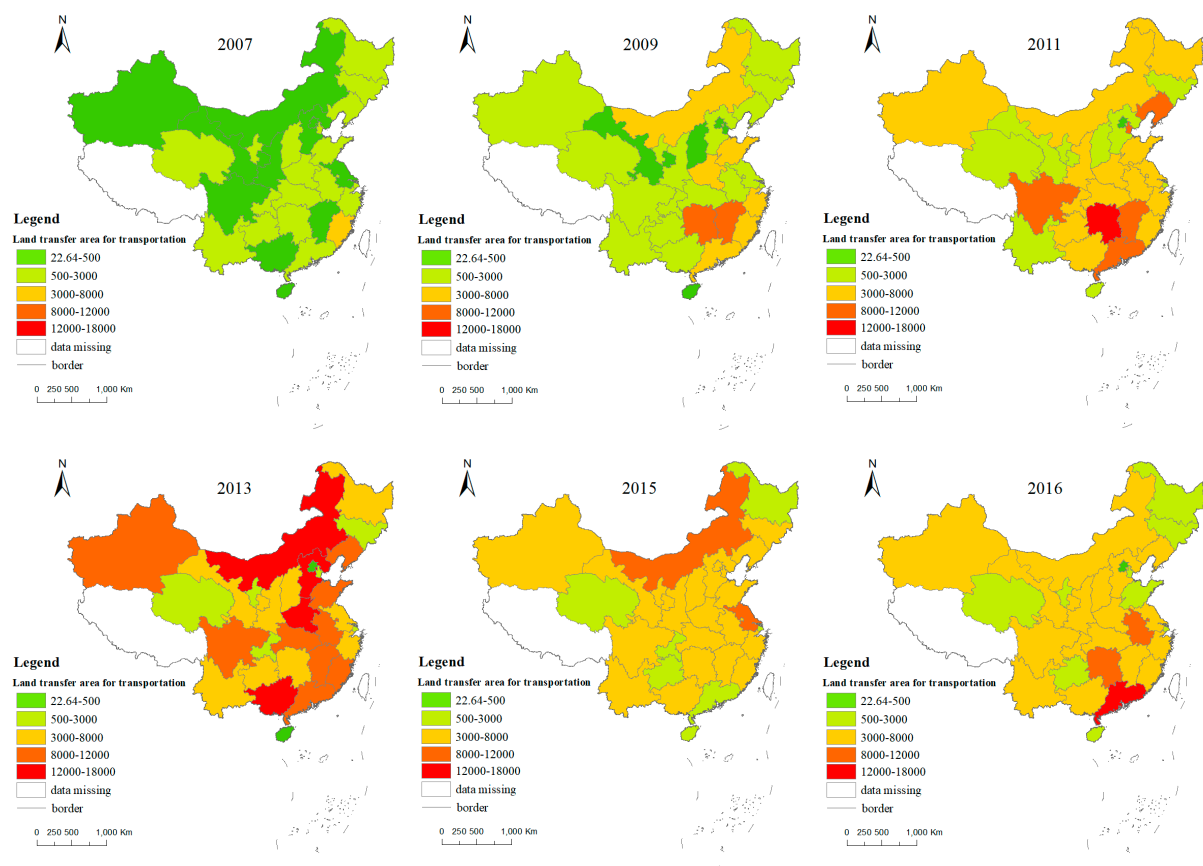 N
2007
Legend
Land transfer area for transportation
22.64-500
500-3000
3000-8000
8000-12000
12000-18000
data missing
border
0 250 500 1,000 Km
N
2009
Legend
Land transfer area for transportation
22.64-500
500-3000
3000-8000
8000-12000
12000-18000
data missing
border
0 250 500 1,000 Km
N
2011
Legend
Land transfer area for transportation
22.64-500
500-3000
3000-8000
8000-12000
12000-18000
data missing
border
0 250 500 1,000 Km
N
2013
Legend
Land transfer area for transportation
22.64-500
500-3000
3000-8000
8000-12000
12000-18000
data missing
border
0 250 500 1,000 Km
N
2015
Legend
Land transfer area for transportation
22.64-500
500-3000
3000-8000
8000-12000
12000-18000
data missing
border
0 250 500 1,000 Km
N
2016
Legend
Land transfer area for transportation
22.64-500
500-3000
3000-8000
8000-12000
12000-18000
data missing
border
0 250 500 1,000 Km